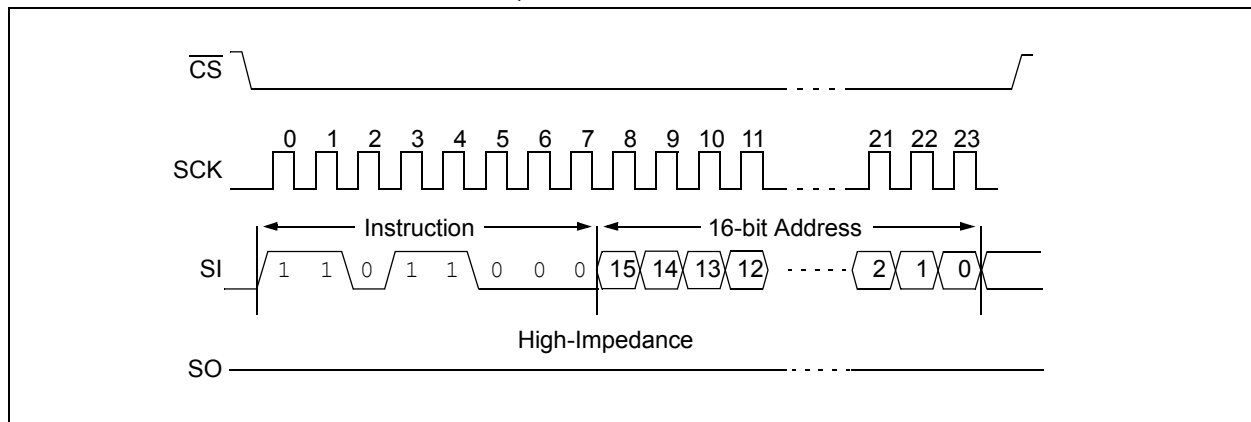 CS
0 1 2 3 4 5 6 7 8 9 10 11 21 22 23
SCK
Instruction 16-bit Address
SI 1 1 0 1 1 0 0 0 15 14 13 12 2 1 0
High-Impedance
SO